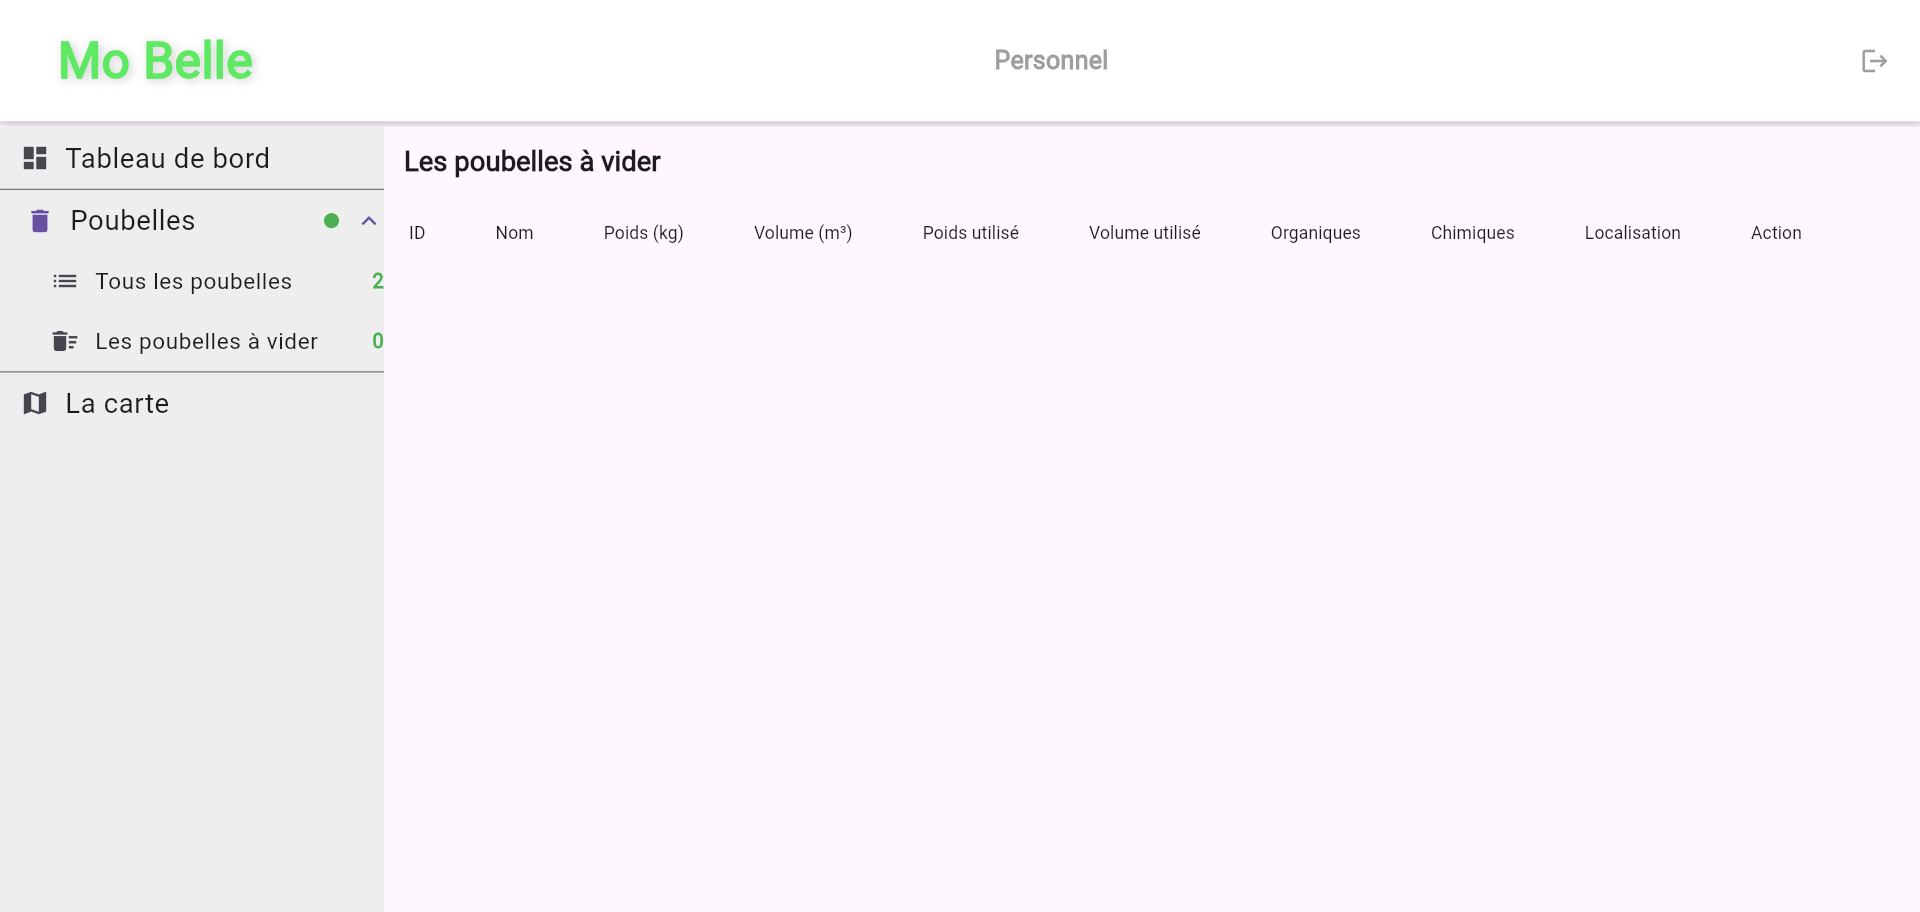 Mo Belle
Personnel
Tableau de bord
Poubelles
Tous les poubelles 2
Les poubelles à vider 0
La carte
Les poubelles à vider
ID Nom Poids (kg) Volume (m³) Poids utilisé Volume utilisé Organiques Chimiques Localisation Action